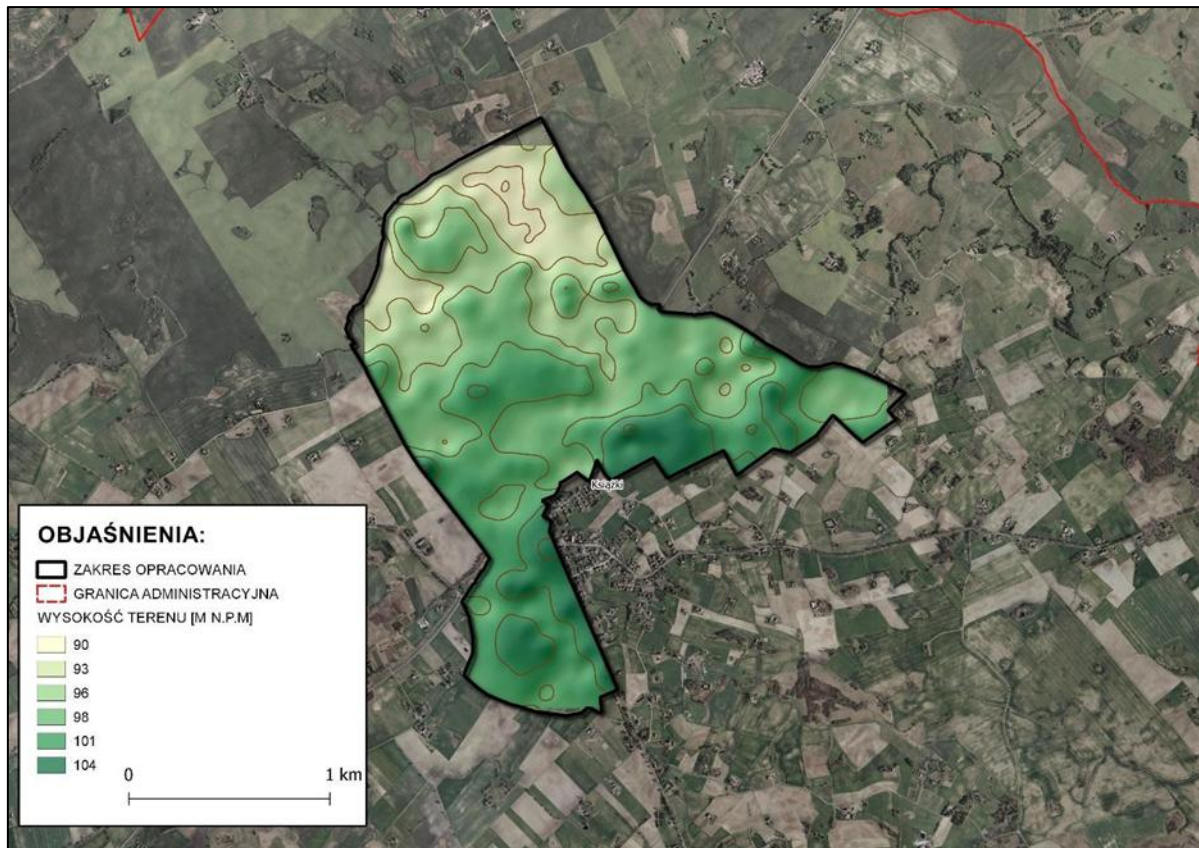 Książki
OBJAŚNIENIA:
ZAKRES OPRACOWANIA
GRANICA ADMINISTRACYJNA
WYSOKOŚĆ TERENU [M N.P.M]
90
93
96
98
101
104
0 1 km